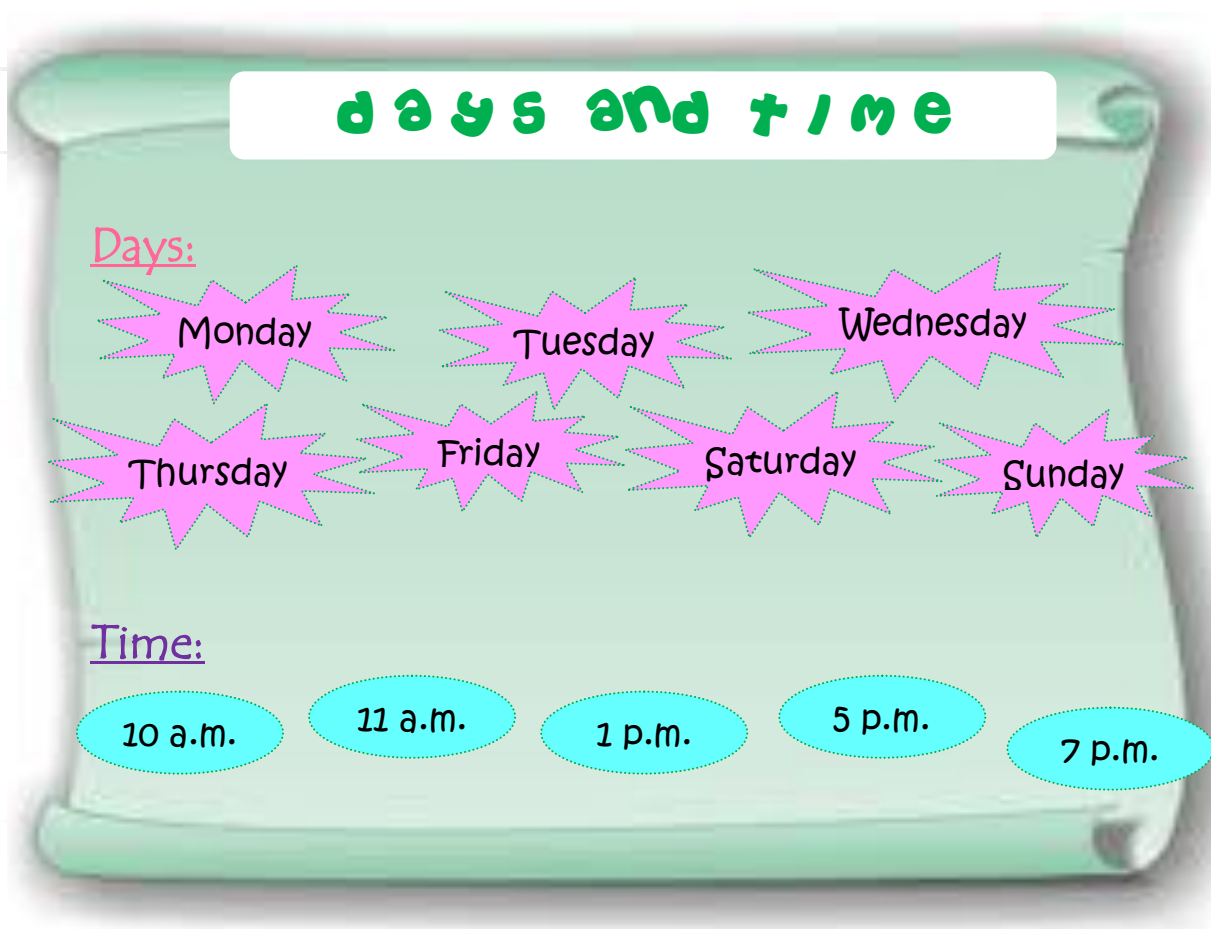 days and time
Days:
Monday Tuesday Wednesday
Thursday Friday Saturday Sunday
Time:
10 a.m. 11 a.m. 1 p.m. 5 p.m. 7 p.m.